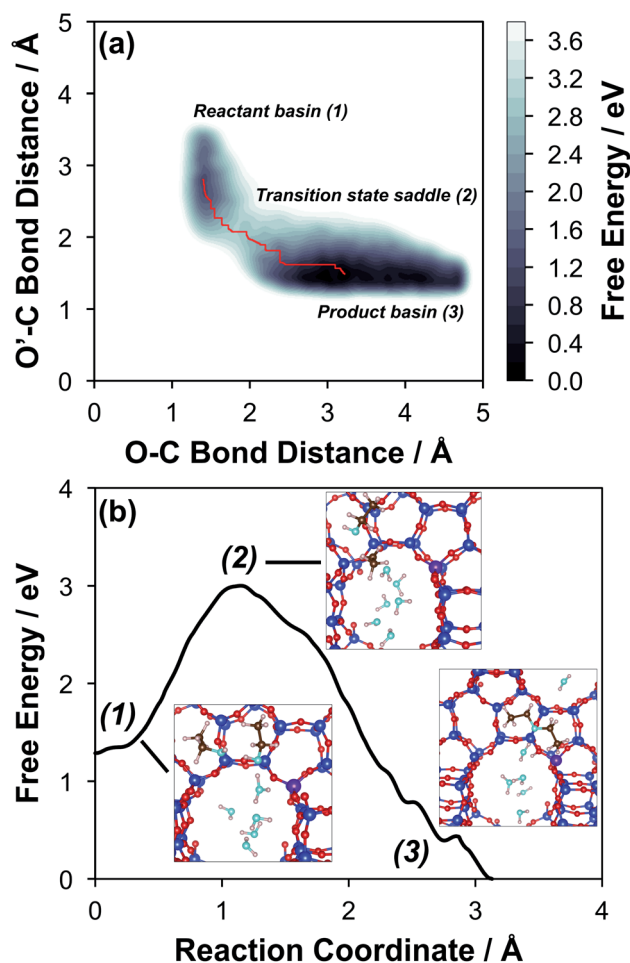 (a)
5
4
3
2
1
0
O'-C Bond Distance / Å
Reactant basin (1)
Transition state saddle (2)
Product basin (3)
0 1 2 3 4 5
O-C Bond Distance / Å
3.6
3.2
2.8
2.4
2.0
1.6
1.2
0.8
0.4
0.0
Free Energy / eV
(b)
4
3
2
1
0
Free Energy / eV
(2)
(1)
(3)
0 1 2 3 4
Reaction Coordinate / Å